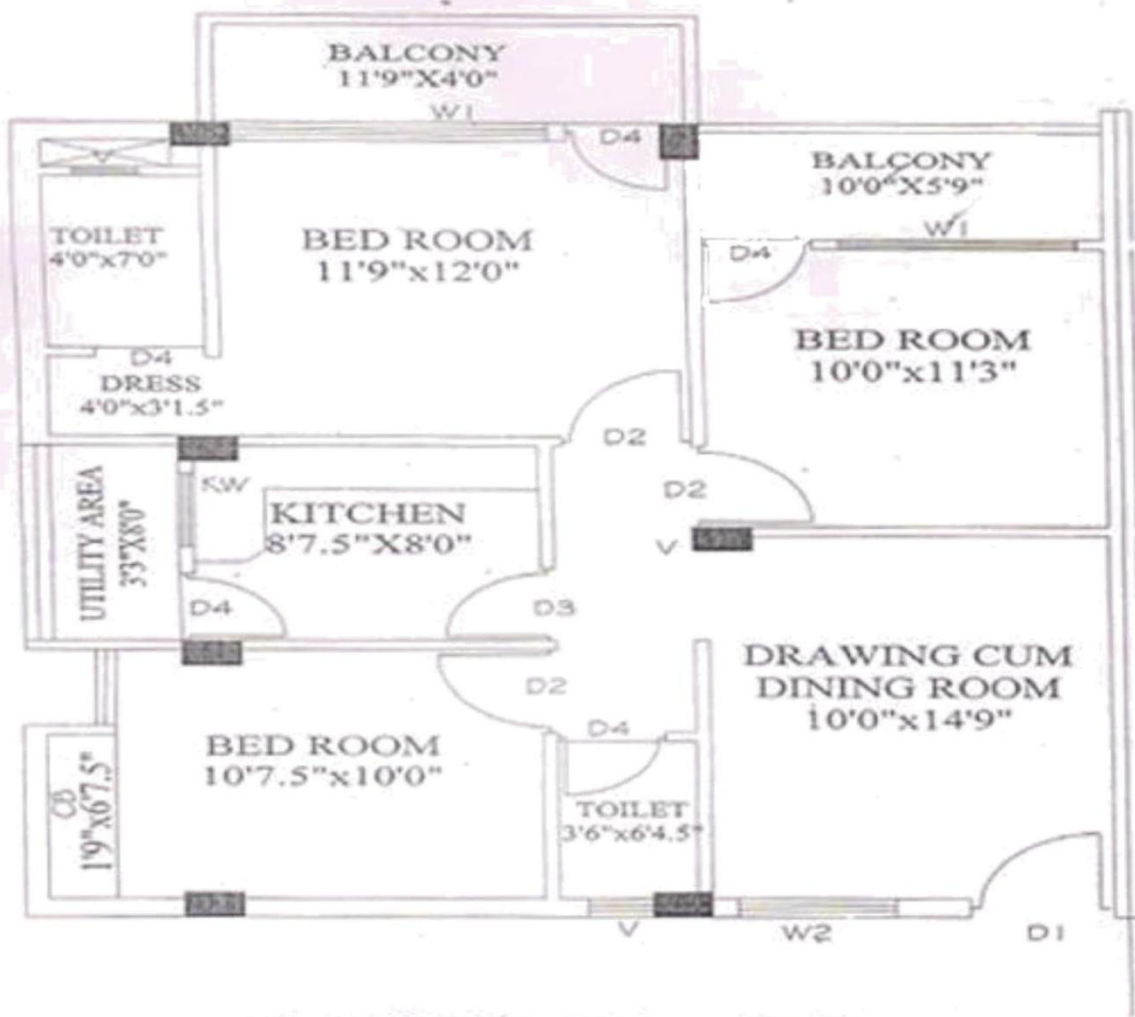 BALCONY
11'9"X4'0"
W1
D4
BALCONY
10'0"X5'9"
W1
D4
V
TOILET
4'0"x7'0"
D4
DRESS
4'0"x3'1.5"
BED ROOM
11'9"x12'0"
D2
BED ROOM
10'0"x11'3"
D2
V
UTILITY AREA
3'3"X8'0"
KW
KITCHEN
8'7.5"X8'0"
D4
D3
DRAWING CUM
DINING ROOM
10'0"x14'9"
D2
D4
BED ROOM
10'7.5"x10'0"
CB
1'9"x6'7.5"
TOILET
3'6"x6'4.5"
V
W2
D1